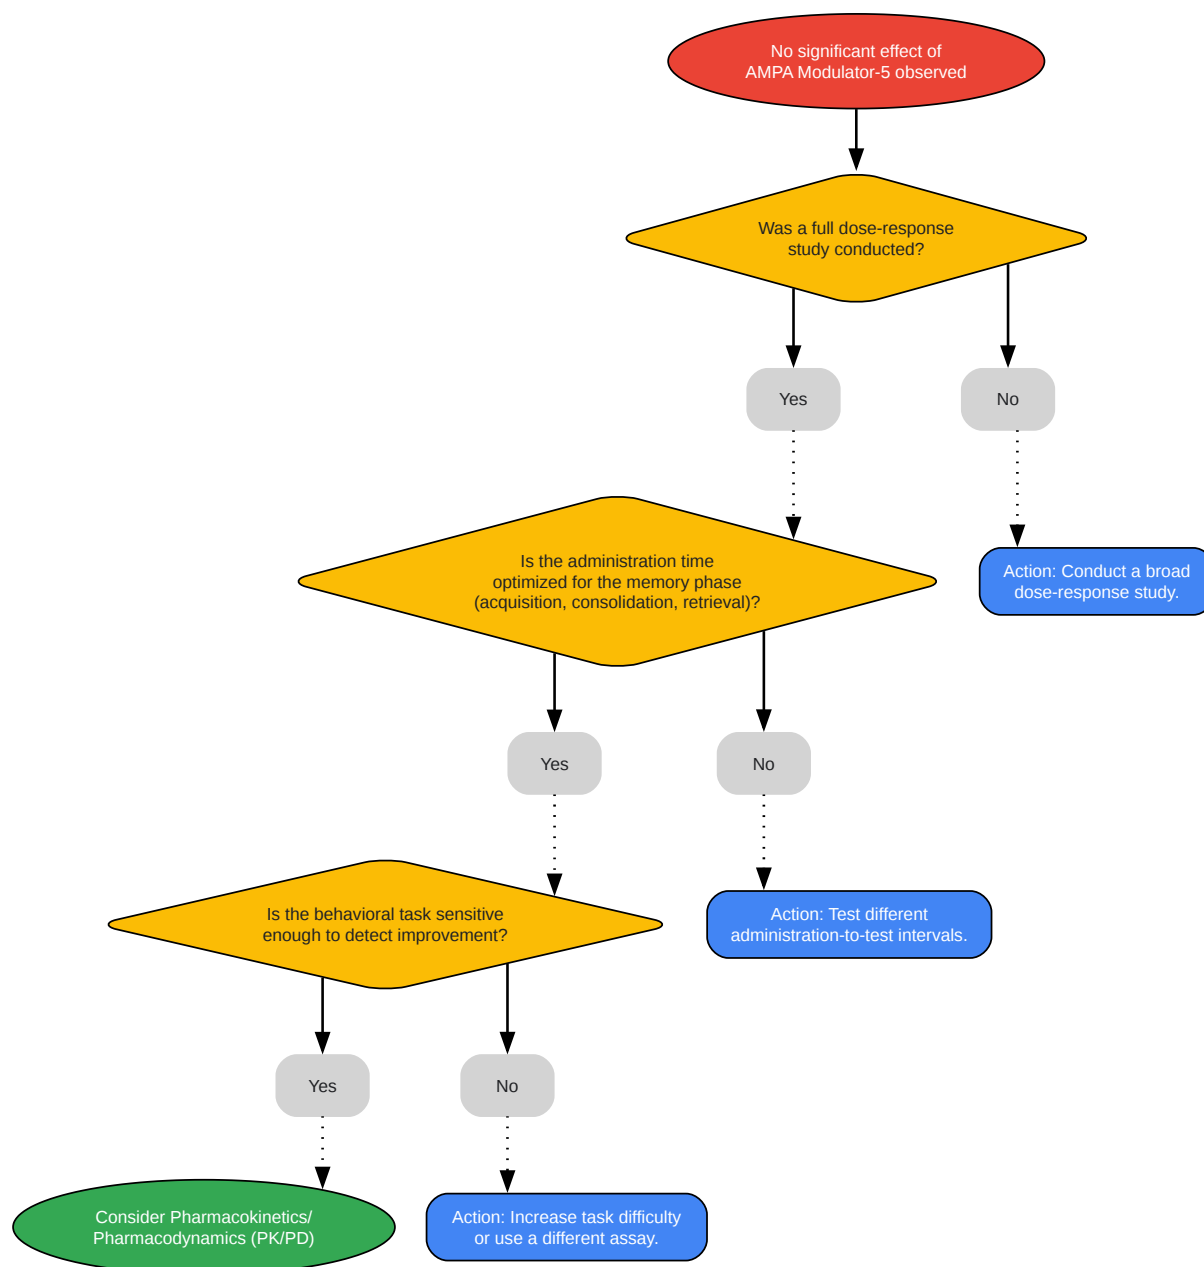 No significant effect of
AMPA Modulator-5 observed
Was a full dose-response
study conducted?
Yes
No
Is the administration time
optimized for the memory phase
(acquisition, consolidation, retrieval)?
Action: Conduct a broad
dose-response study.
Yes
No
Is the behavioral task sensitive
enough to detect improvement?
Action: Test different
administration-to-test intervals.
Yes
No
Consider Pharmacokinetics/
Pharmacodynamics (PK/PD)
Action: Increase task difficulty
or use a different assay.